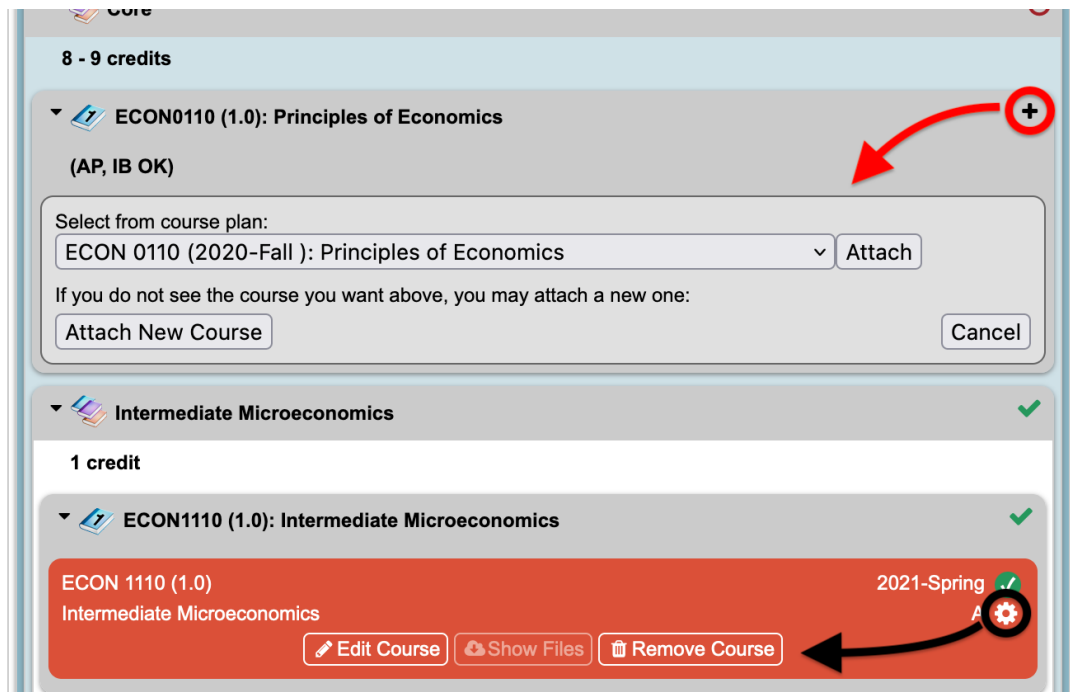 Core
8 - 9 credits
ECON0110 (1.0): Principles of Economics
(AP, IB OK)
Select from course plan:
ECON 0110 (2020-Fall ): Principles of Economics Attach
If you do not see the course you want above, you may attach a new one:
Attach New Course Cancel
Intermediate Microeconomics
1 credit
ECON1110 (1.0): Intermediate Microeconomics
ECON 1110 (1.0) 2021-Spring
Intermediate Microeconomics A
Edit Course Show Files Remove Course